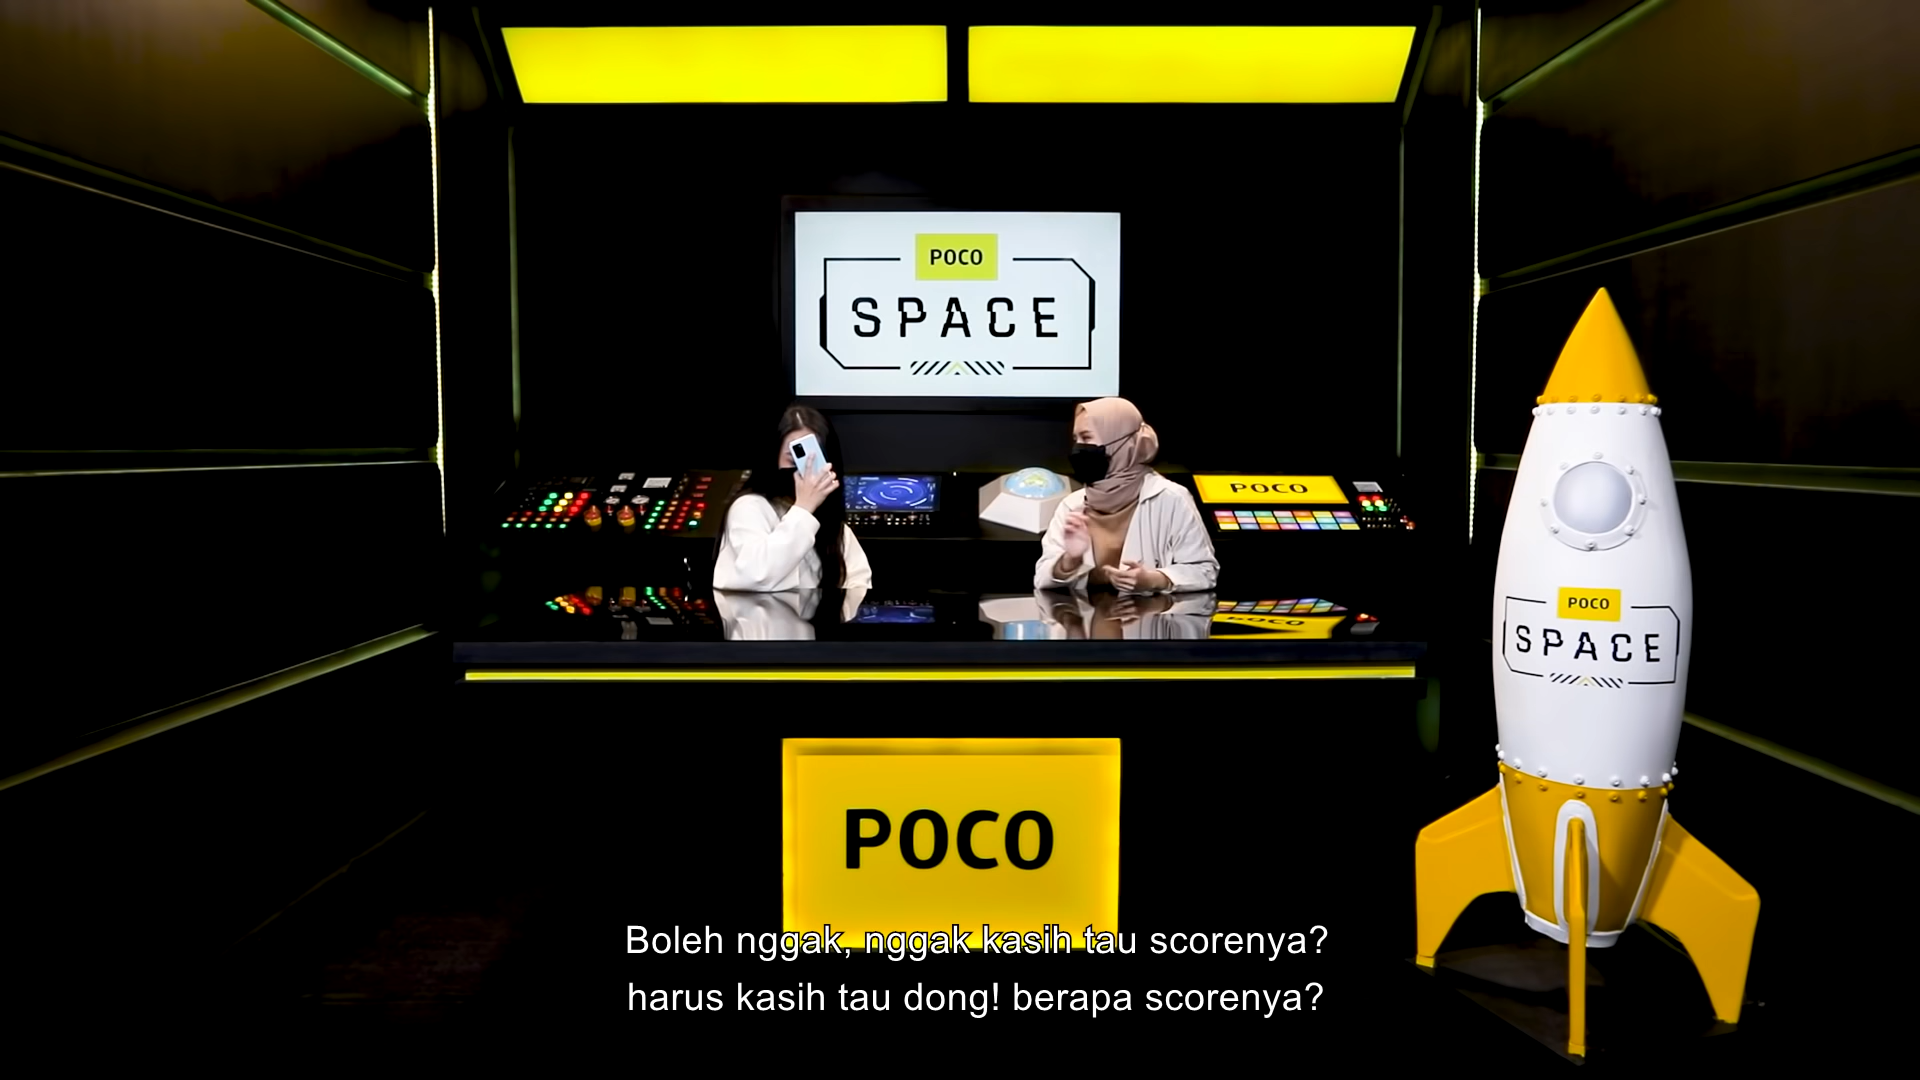 POCO
SPACE
POCO
POCO
POCO
SPACE
POCO
Boleh nggak, nggak kasih tau scorenya?
harus kasih tau dong! berapa scorenya?